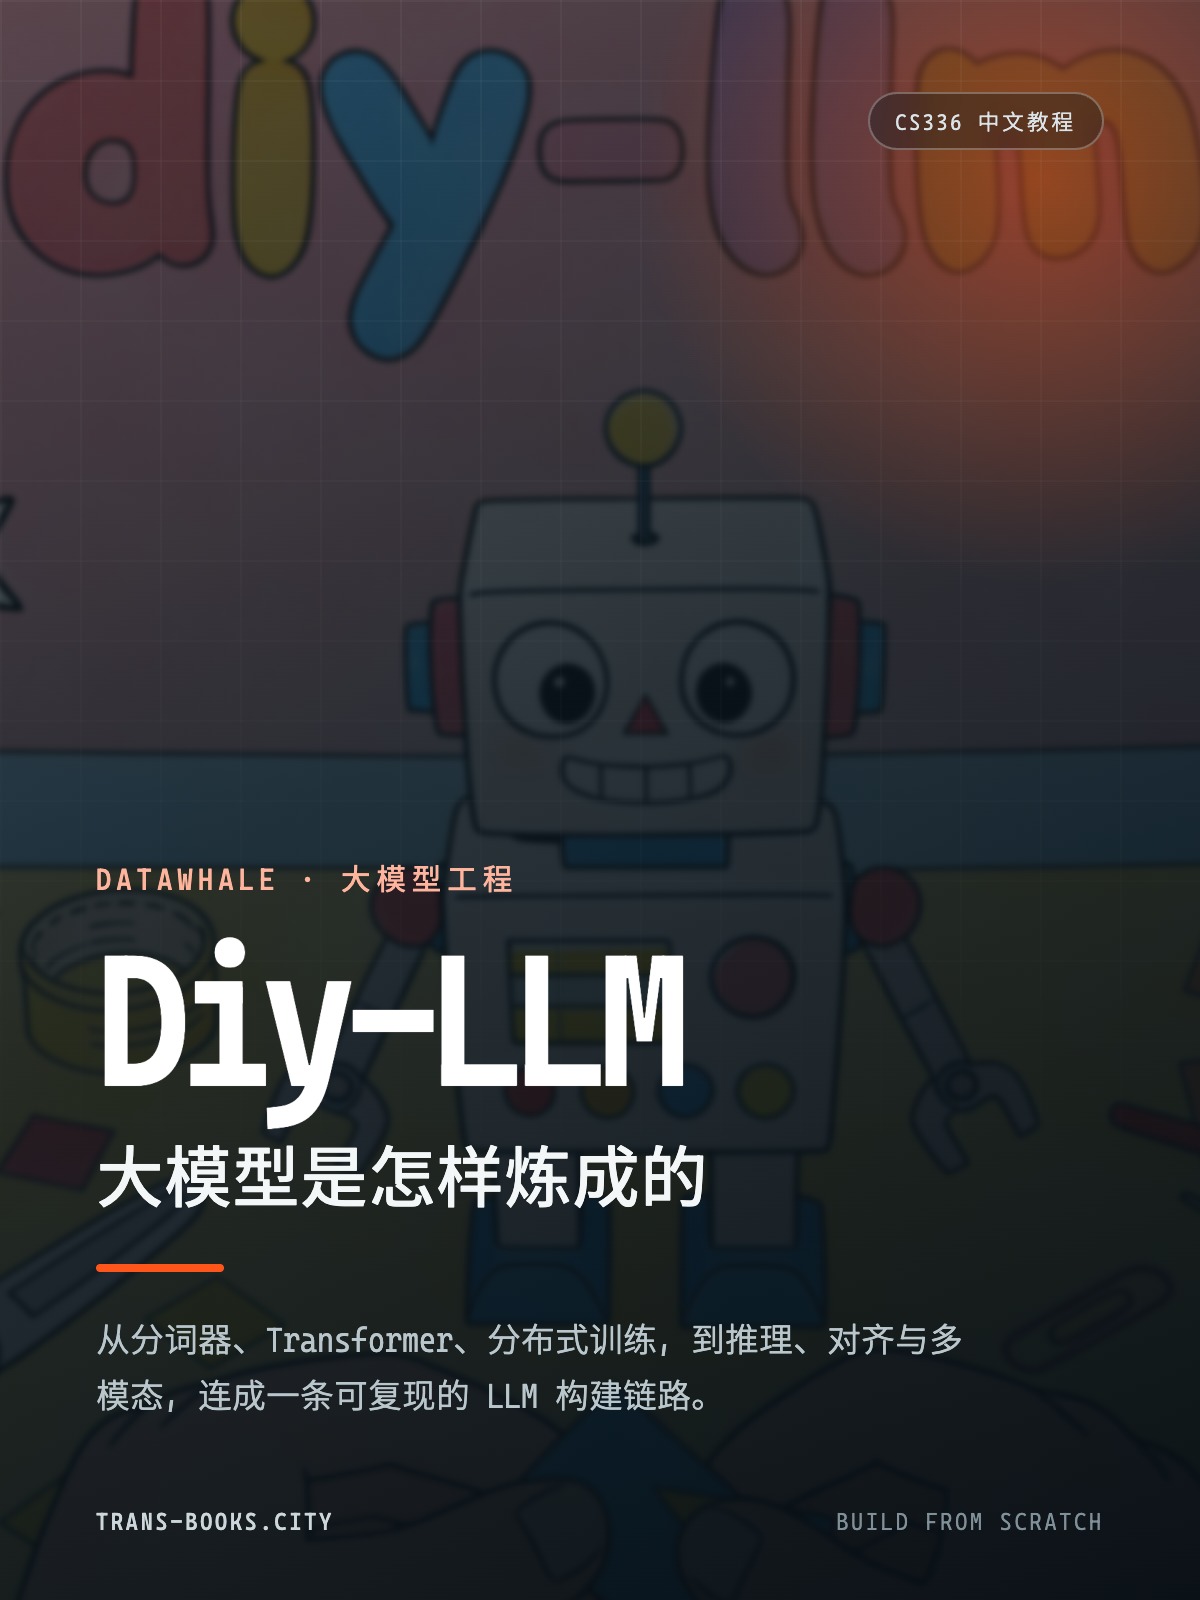 diy-llm
CS336 中文教程
DATAWHALE · 大模型工程
Diy-LLM
大模型是怎样炼成的
从分词器、Transformer、分布式训练，到推理、对齐与多
模态，连成一条可复现的 LLM 构建链路。
TRANS-BOOKS.CITY
BUILD FROM SCRATCH